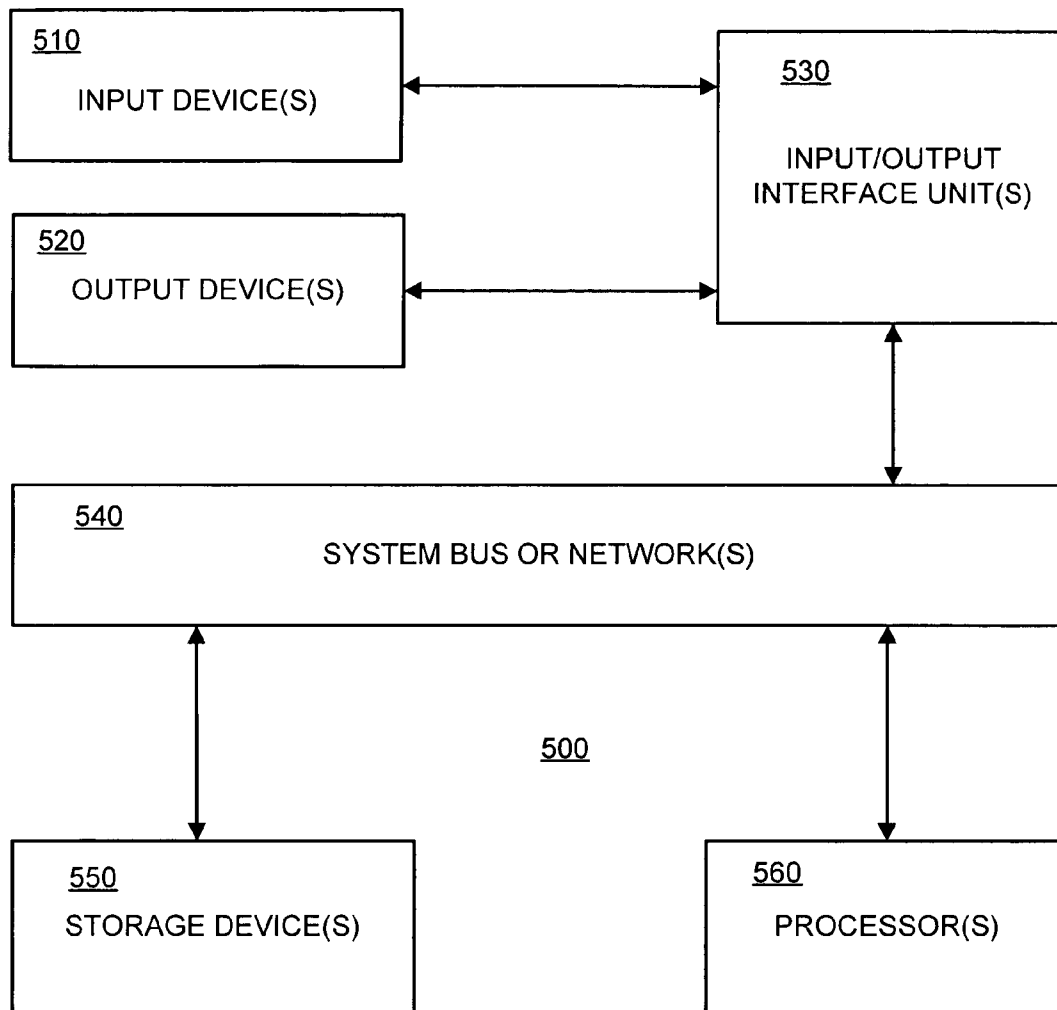 510
INPUT DEVICE(S)
530
INPUT/OUTPUT
INTERFACE UNIT(S)
520
OUTPUT DEVICE(S)
540
SYSTEM BUS OR NETWORK(S)
500
550
STORAGE DEVICE(S)
560
PROCESSOR(S)